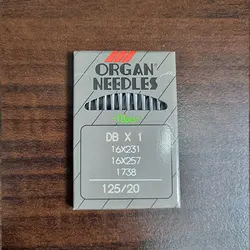 ORGAN®
NEEDLES
DB X 1
16X231
16X257
1738
125/20